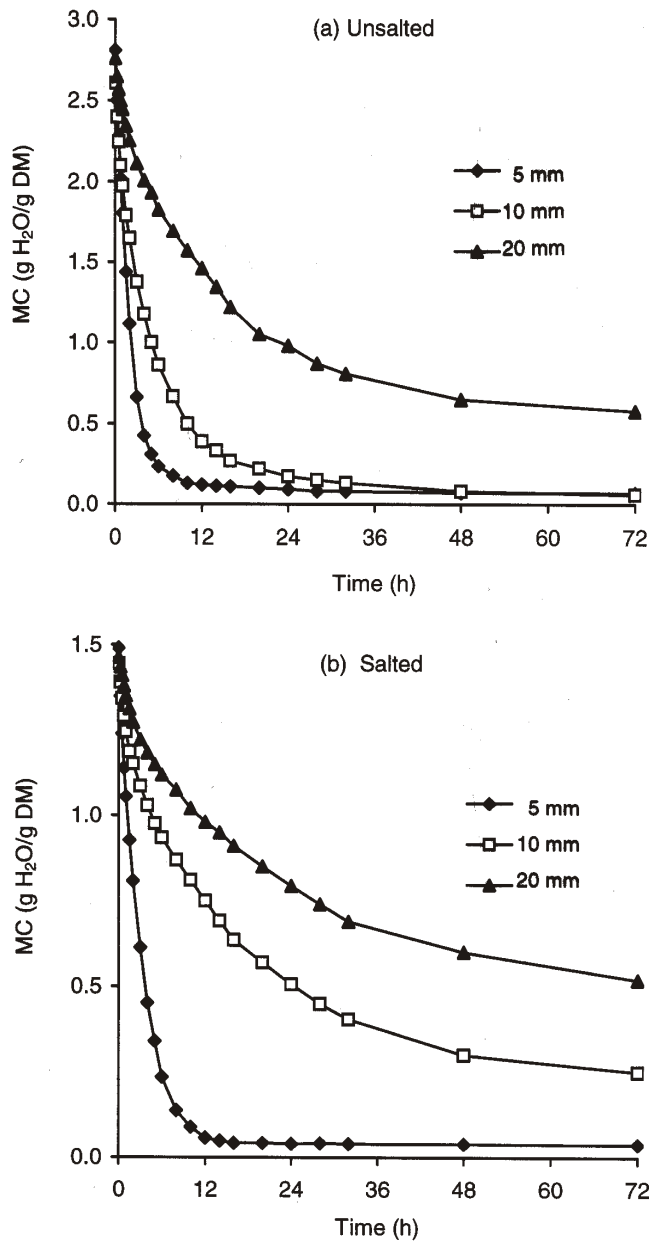 (a) Unsalted
MC (g H₂O/g DM)
3.0
2.5
2.0
1.5
1.0
0.5
0.0
5 mm
10 mm
20 mm
0 12 24 36 48 60 72
Time (h)
(b) Salted
MC (g H₂O/g DM)
1.5
1.0
0.5
0.0
5 mm
10 mm
20 mm
0 12 24 36 48 60 72
Time (h)